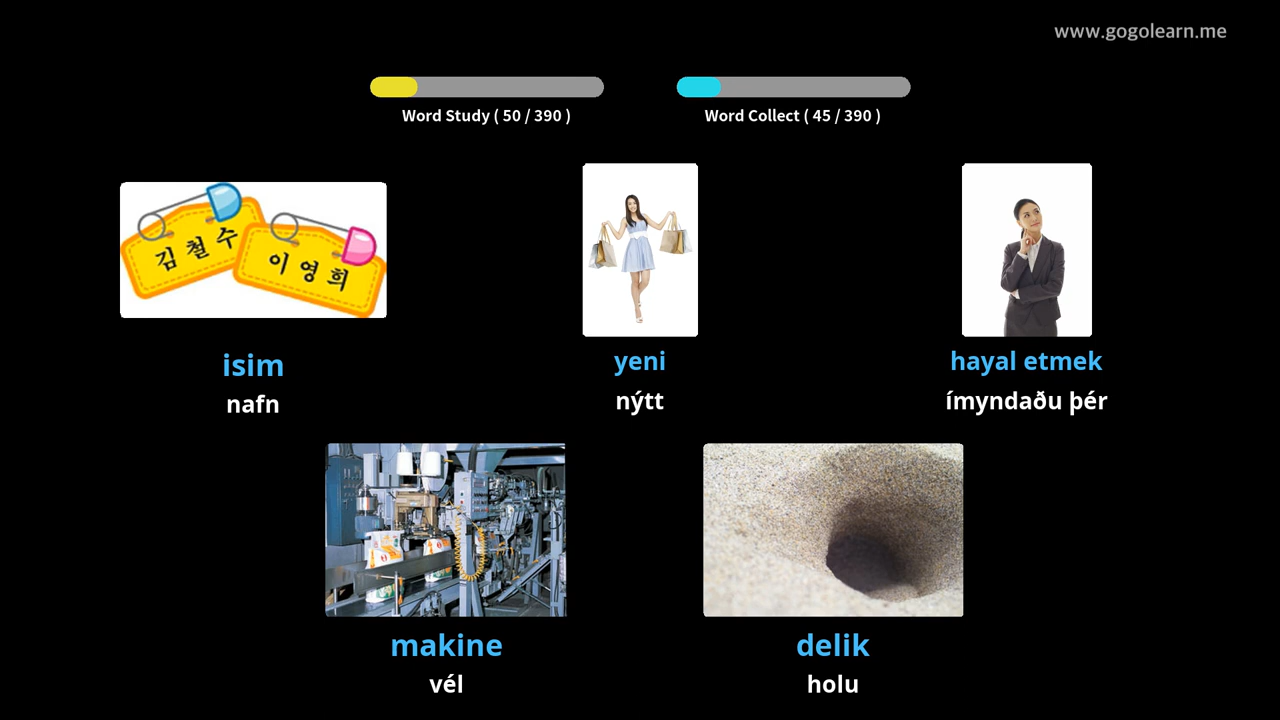 www.gogolearn.me
Word Study ( 50 / 390 )
Word Collect ( 45 / 390 )
김철수
이영희
isim
nafn
yeni
nýtt
hayal etmek
ímyndaðu þér
makine
vél
delik
holu